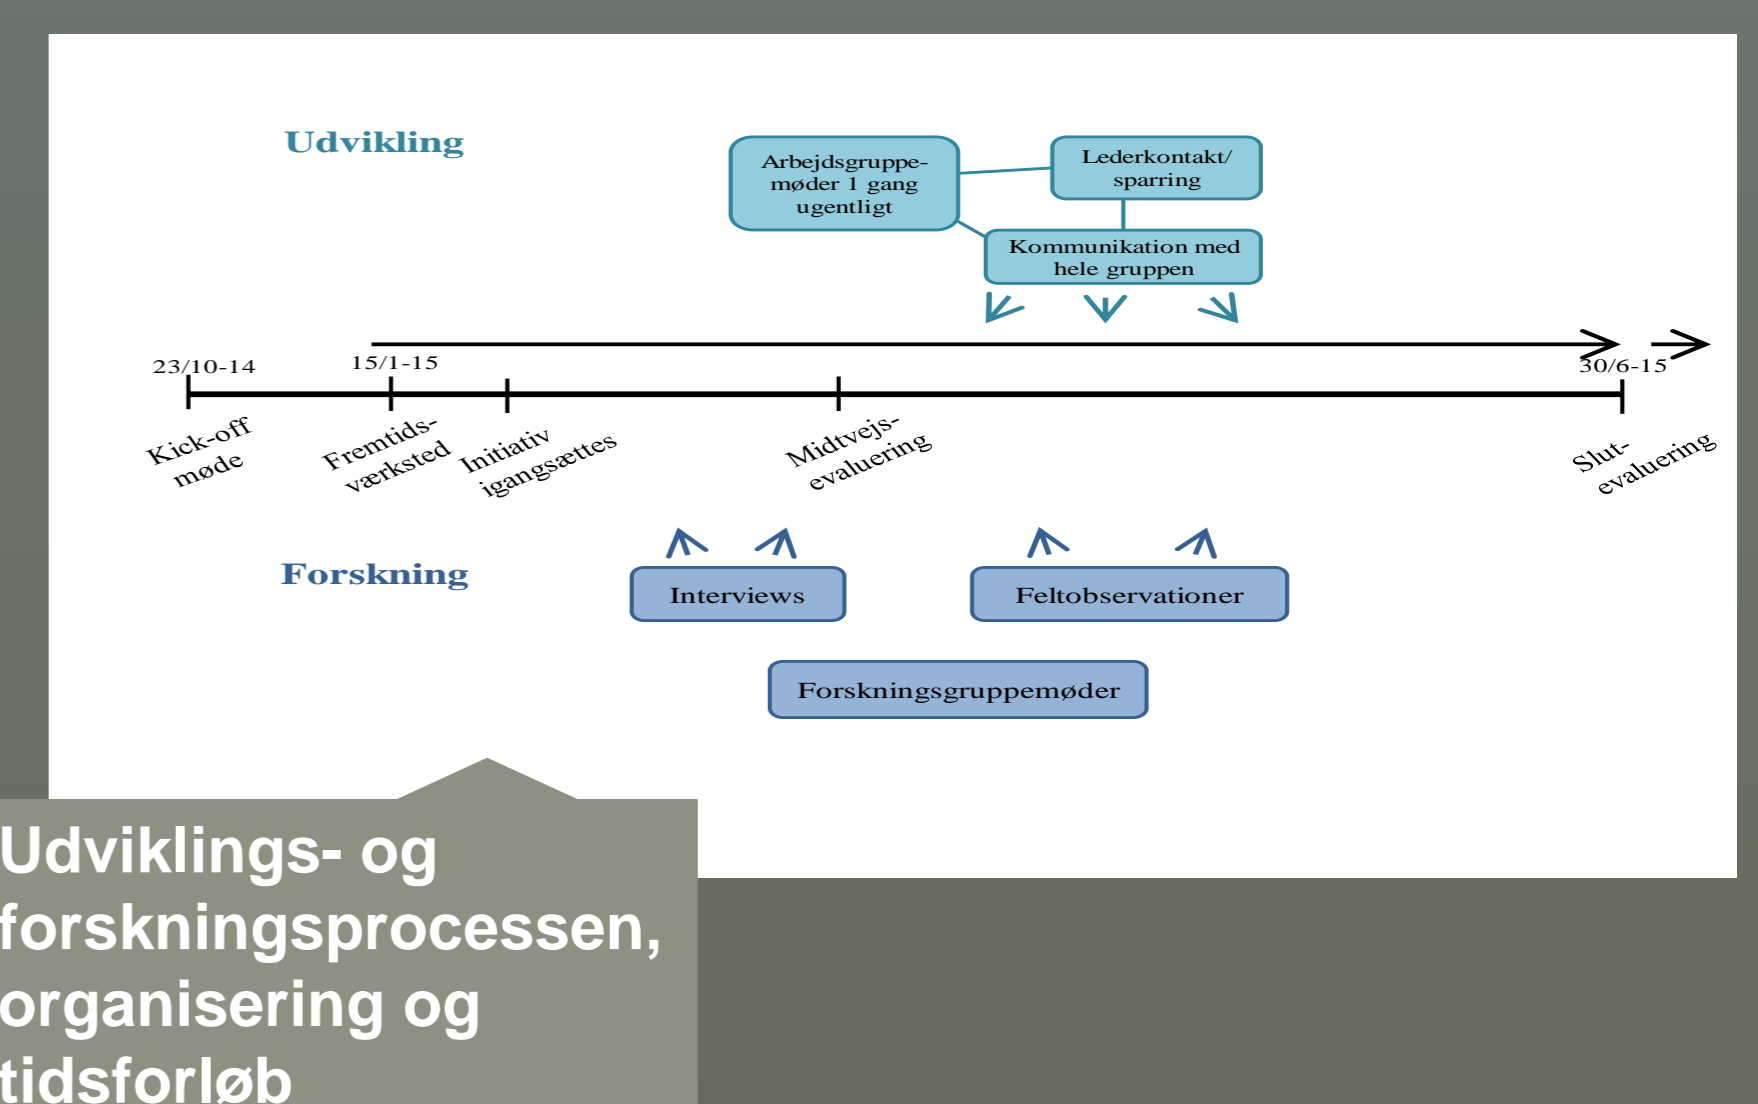 Udvikling
Arbejdsgruppe-
møder 1 gang
ugentligt
Lederkontakt/
sparring
Kommunikation med
hele gruppen
23/10-14
15/1-15
30/6-15
Kick-off
møde
Fremtids-
værksted
Initiativ
igangsættes
Midtvejs-
evaluering
Slut-
evaluering
Forskning
Interviews
Feltobservationer
Forskningsgruppemøder
Udviklings- og
forskningsprocessen,
organisering og
tidsforløb